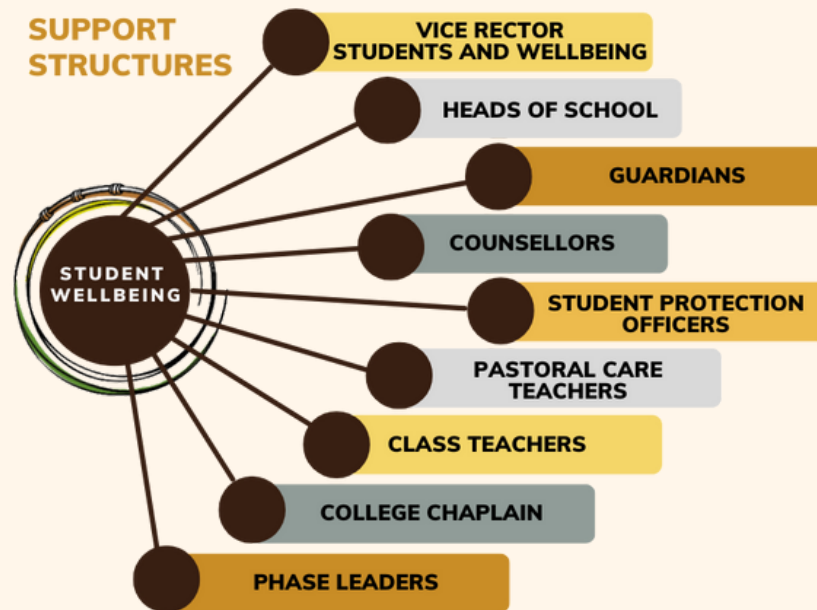 SUPPORT
STRUCTURES
VICE RECTOR
STUDENTS AND WELLBEING
HEADS OF SCHOOL
GUARDIANS
COUNSELLORS
STUDENT
WELLBEING
STUDENT PROTECTION
OFFICERS
PASTORAL CARE
TEACHERS
CLASS TEACHERS
COLLEGE CHAPLAIN
PHASE LEADERS